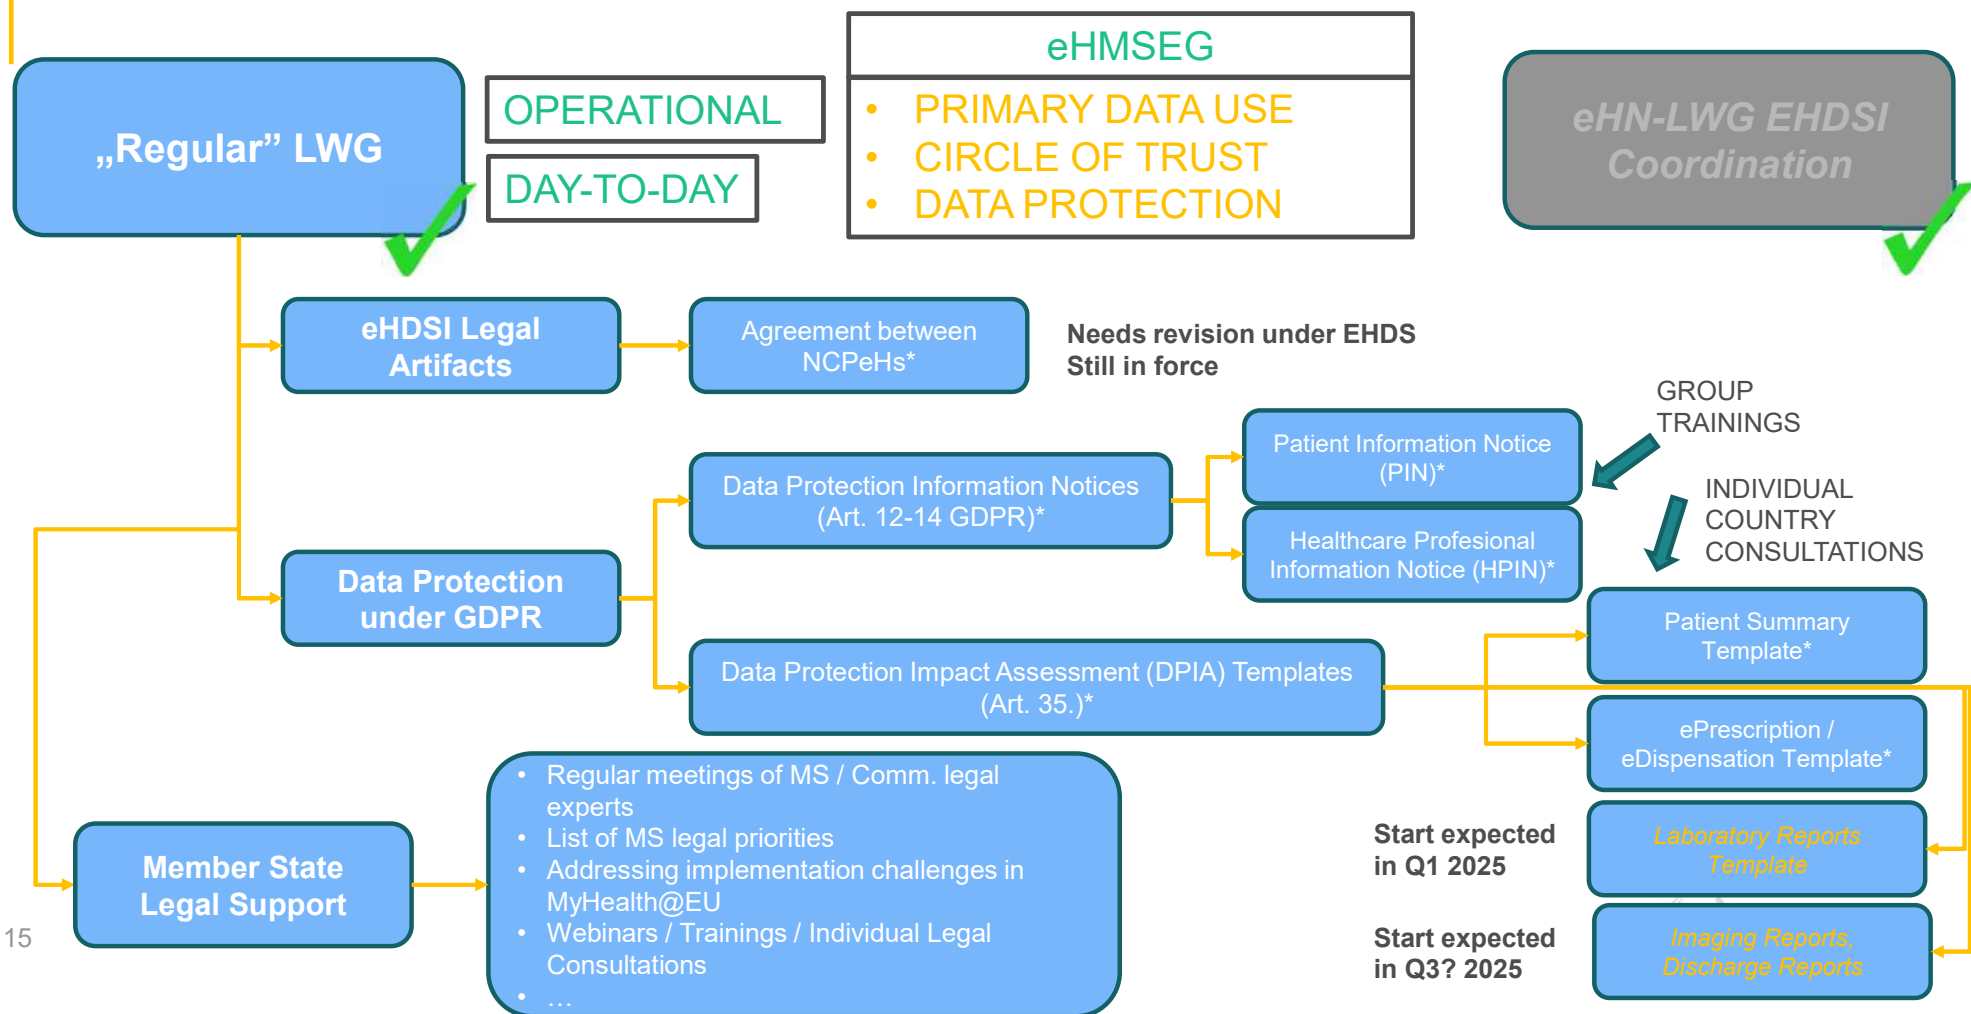 „Regular” LWG
OPERATIONAL
DAY-TO-DAY
eHMSEG
• PRIMARY DATA USE
• CIRCLE OF TRUST
• DATA PROTECTION
eHN-LWG EHDSI
Coordination
eHDSI Legal
Artifacts
Agreement between
NCPeHs*
Needs revision under EHDS
Still in force
GROUP
TRAININGS
INDIVIDUAL
COUNTRY
CONSULTATIONS
Data Protection
under GDPR
Data Protection Information Notices
(Art. 12-14 GDPR)*
Patient Information Notice
(PIN)*
Healthcare Profesional
Information Notice (HPIN)*
Data Protection Impact Assessment (DPIA) Templates
(Art. 35.)*
Patient Summary
Template*
ePrescription /
eDispensation Template*
Start expected
in Q1 2025
Laboratory Reports
Template
Start expected
in Q3? 2025
Imaging Reports,
Discharge Reports
Member State
Legal Support
• Regular meetings of MS / Comm. legal
experts
• List of MS legal priorities
• Addressing implementation challenges in
MyHealth@EU
• Webinars / Trainings / Individual Legal
Consultations
• …
15